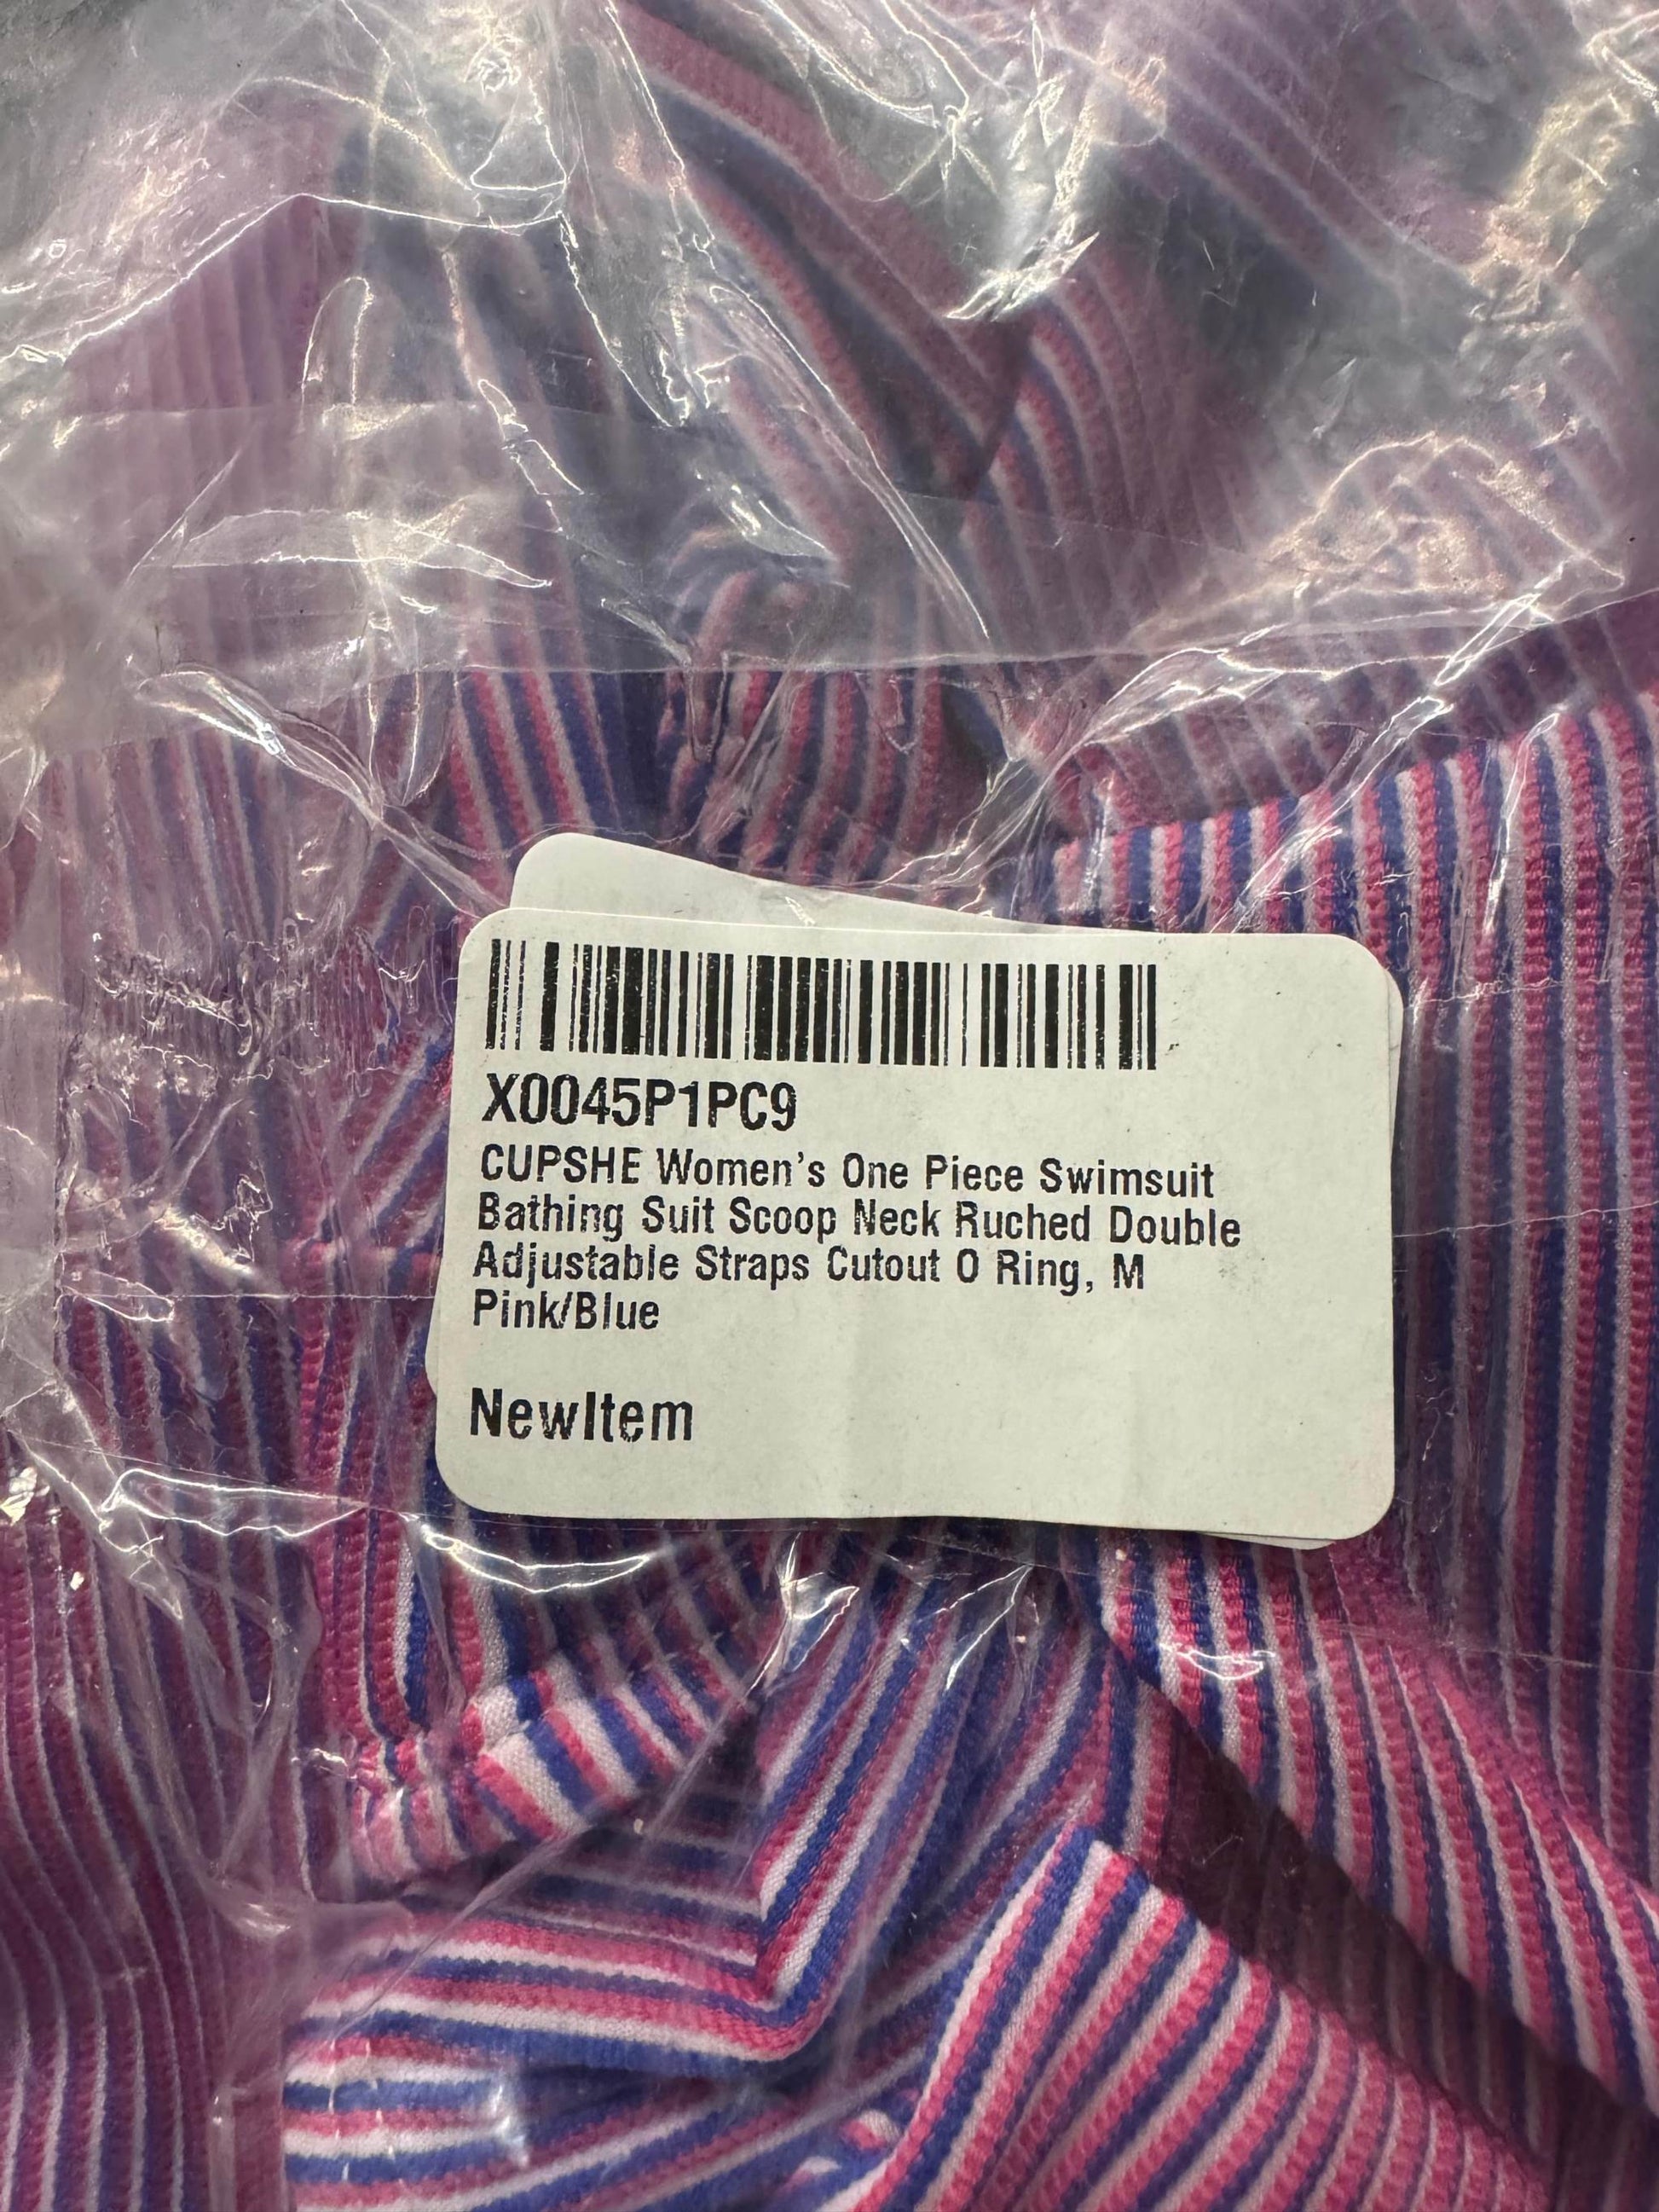 X0045P1PC9
CUPSHE Women's One Piece Swimsuit
Bathing Suit Scoop Neck Ruched Double
Adjustable Straps Cutout O Ring, M
Pink/Blue
NewItem